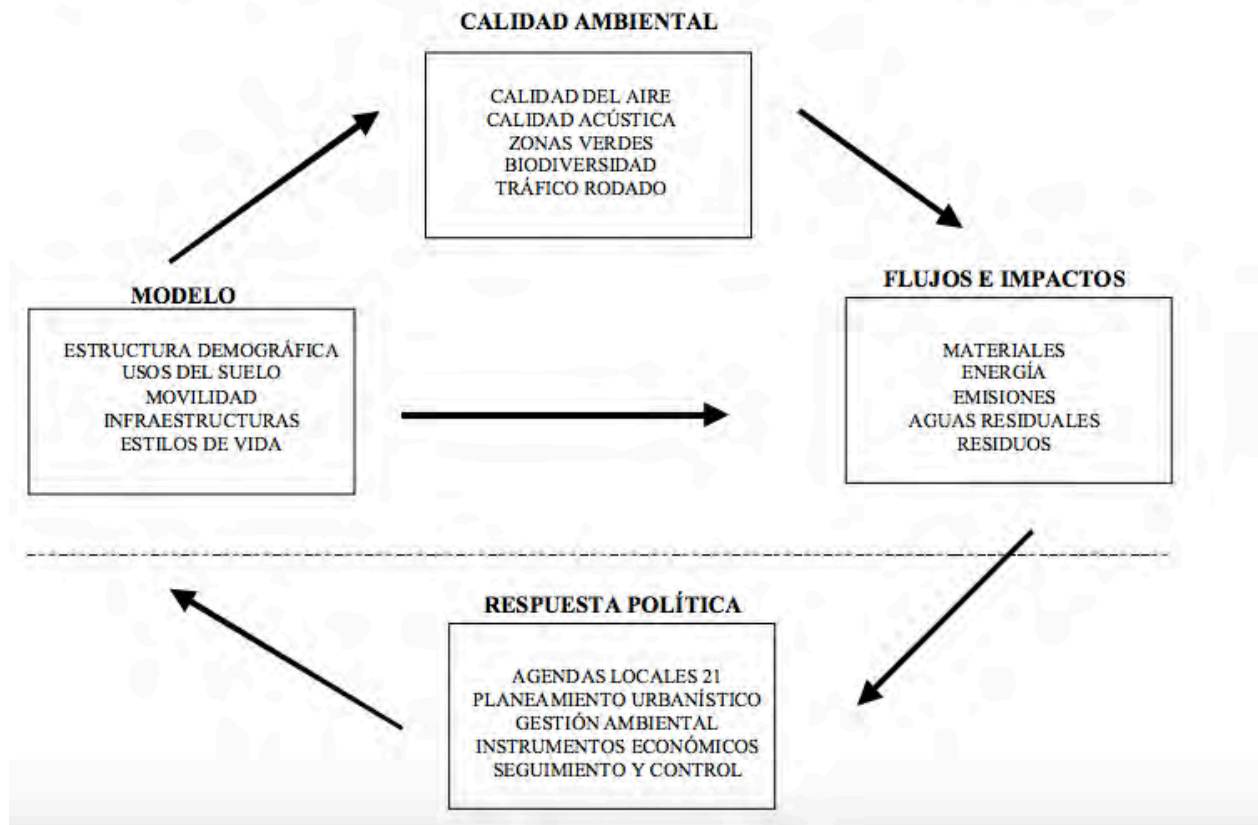 CALIDAD AMBIENTAL
CALIDAD DEL AIRE
CALIDAD ACÚSTICA
ZONAS VERDES
BIODIVERSIDAD
TRÁFICO RODADO
MODELO
ESTRUCTURA DEMOGRÁFICA
USOS DEL SUELO
MOVILIDAD
INFRAESTRUCTURAS
ESTILOS DE VIDA
FLUJOS E IMPACTOS
MATERIALES
ENERGÍA
EMISIONES
AGUAS RESIDUALES
RESIDUOS
RESPUESTA POLÍTICA
AGENDAS LOCALES 21
PLANEAMIENTO URBANÍSTICO
GESTIÓN AMBIENTAL
INSTRUMENTOS ECONÓMICOS
SEGUIMIENTO Y CONTROL